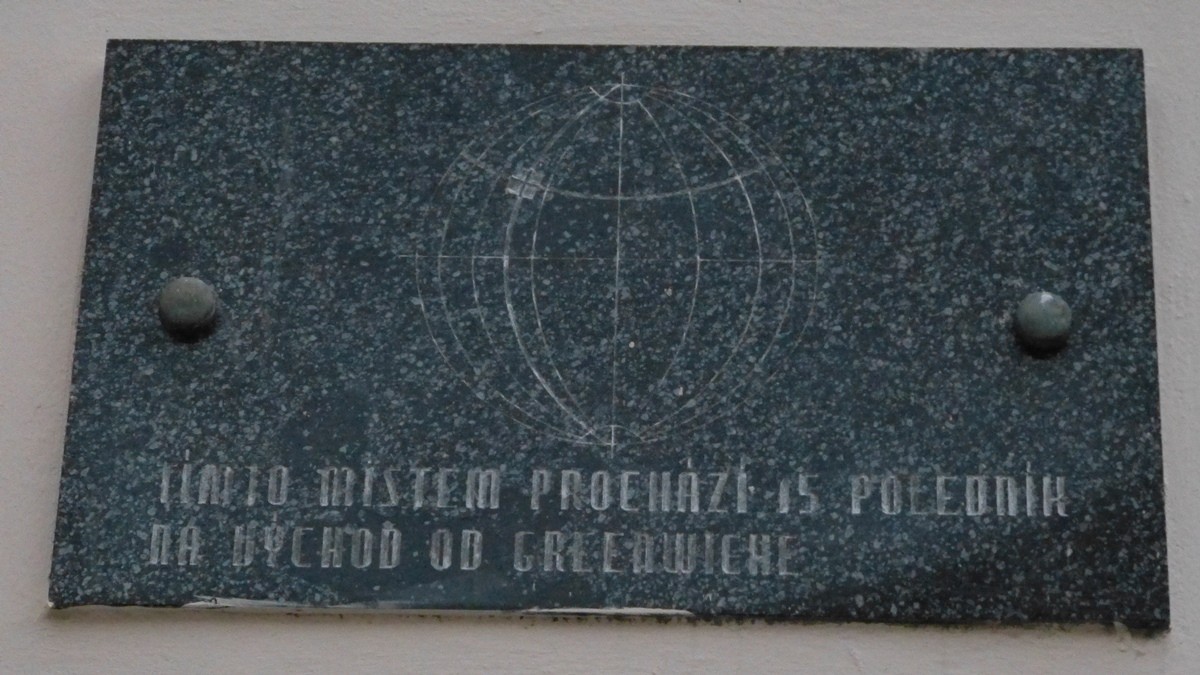 TÍMTO MÍSTEM PROCHÁZÍ 15 POLEDNÍK
NA VÝCHOD OD GREENWICHE